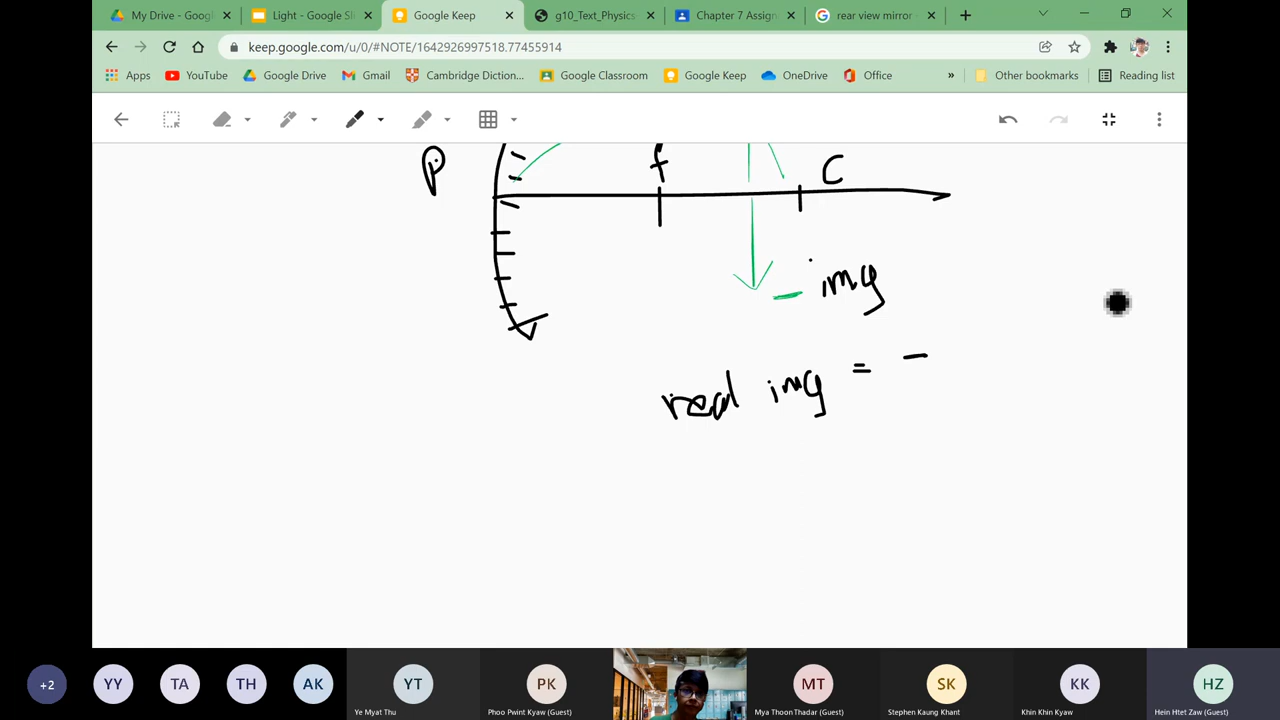 My Drive - Googl
Light - Google Sli
Google Keep
g10_Text_Physics
Chapter 7 Assign
rear view mirror
keep.google.com/u/0/#NOTE/1642926997518.77455914
Apps
YouTube
Google Drive
Gmail
Cambridge Diction...
Google Classroom
Google Keep
OneDrive
Office
»
Other bookmarks
Reading list
P
f
C
- img
real img = -
+2
YY
TA
TH
AK
YT
PK
MT
SK
KK
HZ
Ye Myat Thu
Phoo Pwint Kyaw (Guest)
Mya Thoon Thadar (Guest)
Stephen Kaung Khant
Khin Khin Kyaw
Hein Htet Zaw (Guest)